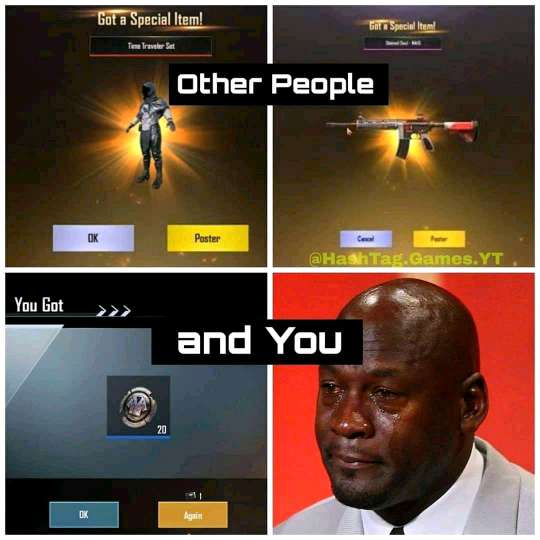 Got a Special Item!
Time Traveler Set
OK
Poster
Got a Special Item!
Cancel
Poster
Other People
@HashTag.Games.YT
You Got
20
1
OK
Again
and You